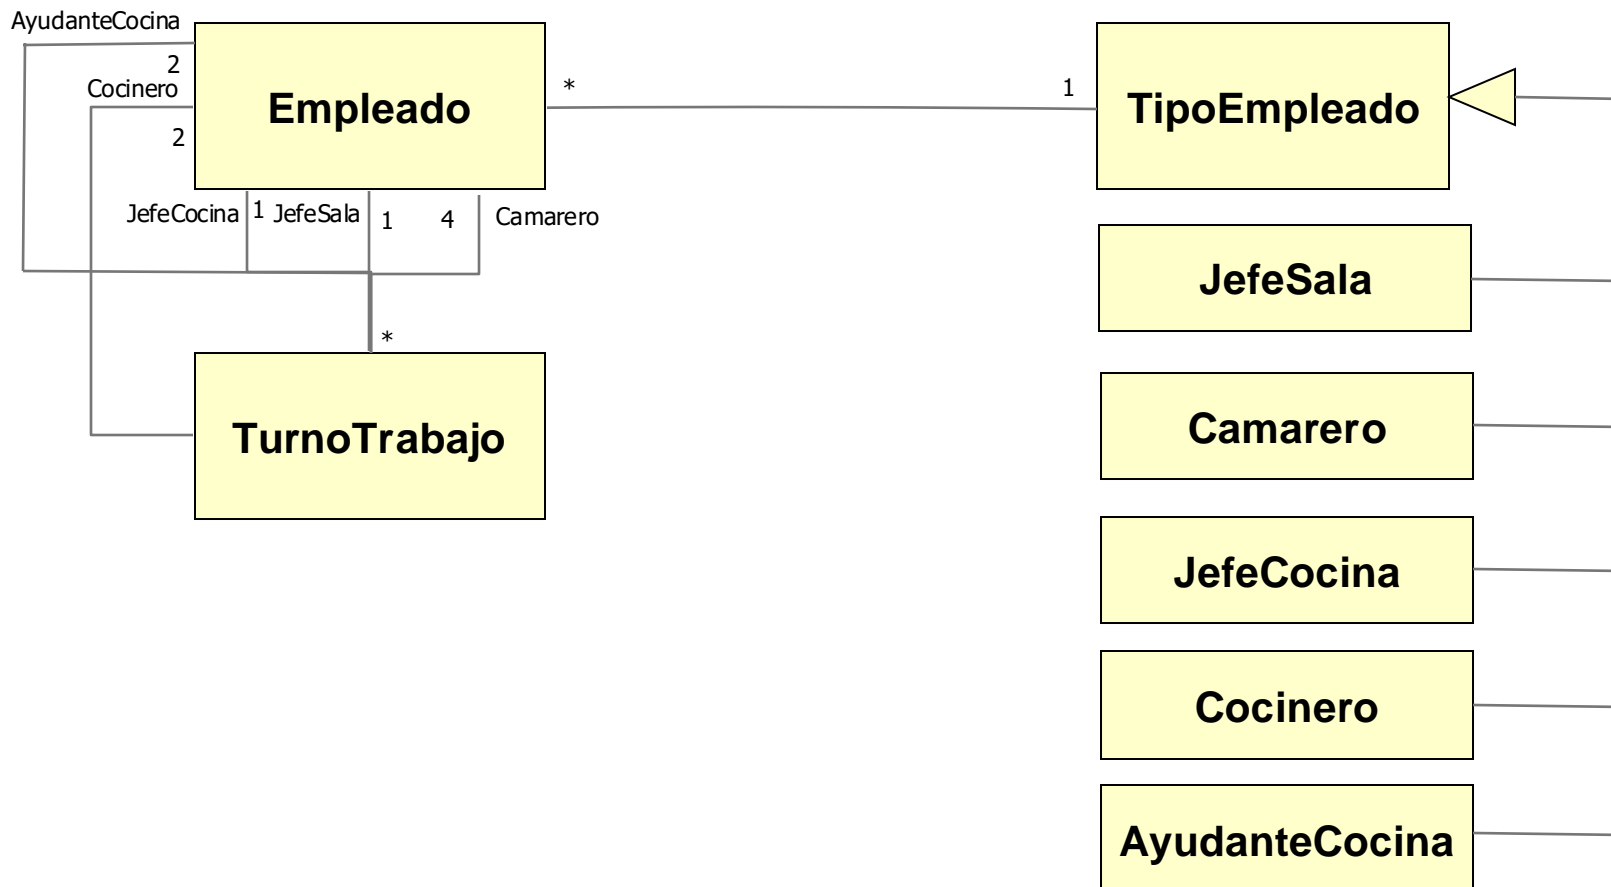 AyudanteCocina
2
Cocinero
2
Empleado
*
1
TipoEmpleado
JefeCocina
1
JefeSala
1
4
Camarero
*
TurnoTrabajo
JefeSala
Camarero
JefeCocina
Cocinero
AyudanteCocina